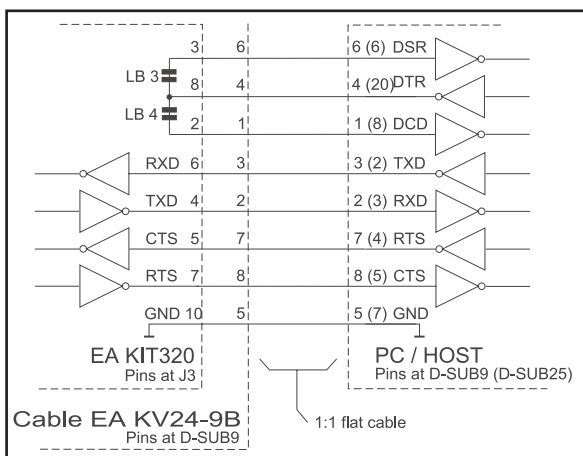 3 6 6 (6) DSR
LB 3
8 4 4 (20) DTR
LB 4
2 1 1 (8) DCD
RXD 6 3 3 (2) TXD
TXD 4 2 2 (3) RXD
CTS 5 7 7 (4) RTS
RTS 7 8 8 (5) CTS
GND 10 5 5 (7) GND
EA KIT320
Pins at J3
PC / HOST
Pins at D-SUB9 (D-SUB25)
Cable EA KV24-9B
Pins at D-SUB9
1:1 flat cable